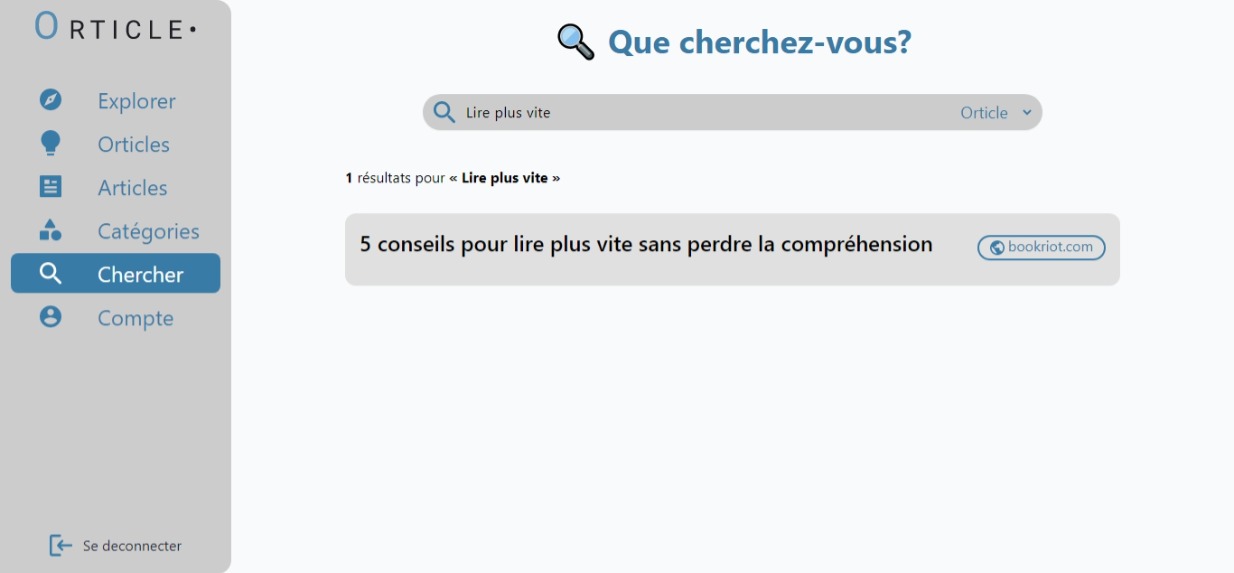 ORTICLE.
Explorer
Orticles
Articles
Catégories
Chercher
Compte
Se deconnecter
Que cherchez-vous?
Lire plus vite
Orticle
1 résultats pour « Lire plus vite »
5 conseils pour lire plus vite sans perdre la compréhension
bookriot.com